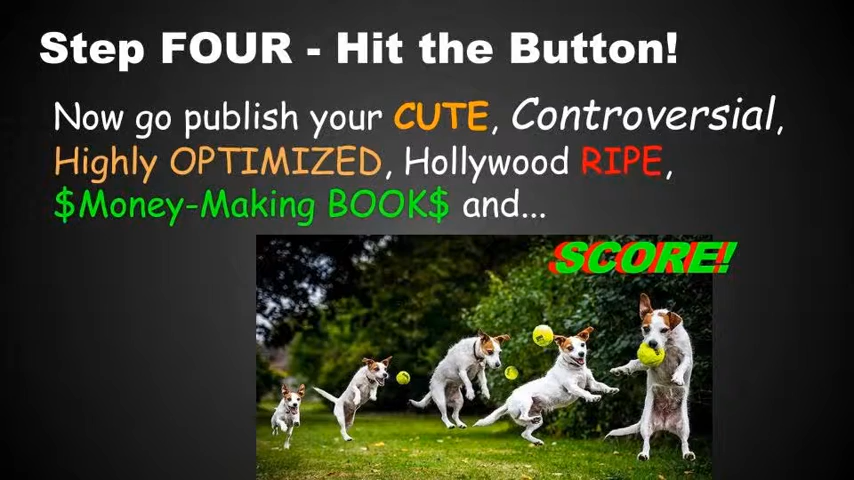 Step FOUR - Hit the Button!
Now go publish your CUTE, Controversial,
Highly OPTIMIZED, Hollywood RIPE,
$Money-Making BOOK$ and...
SCORE!